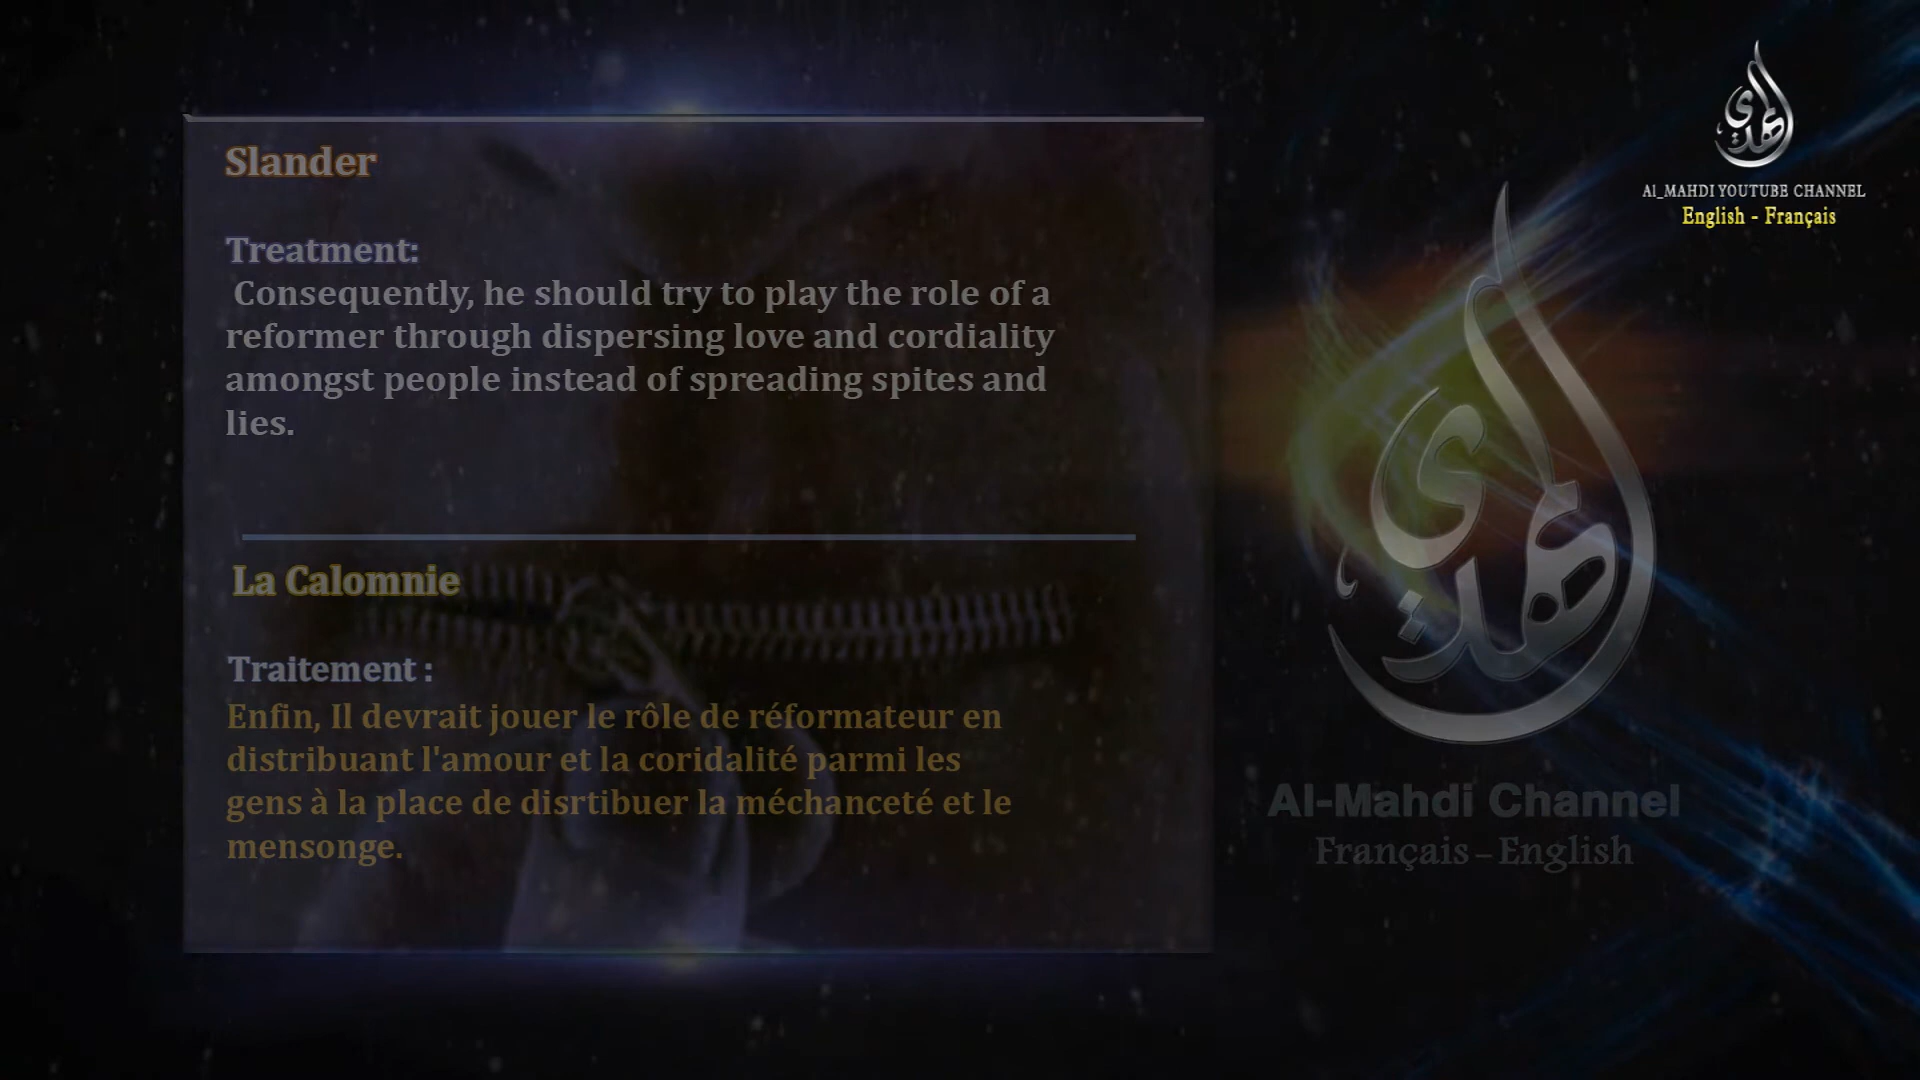 Slander
Treatment:
Consequently, he should try to play the role of a
reformer through dispersing love and cordiality
amongst people instead of spreading spites and
lies.
La Calomnie
Traitement :
Enfin, Il devrait jouer le rôle de réformateur en
distribuant l'amour et la coridalité parmi les
gens à la place de disrtibuer la méchanceté et le
mensonge.
المهدي
Al_MAHDI YOUTUBE CHANNEL
English - Français
المهدي
Al-Mahdi Channel
Français – English